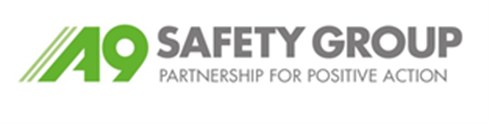 A9 SAFETY GROUP
PARTNERSHIP FOR POSITIVE ACTION